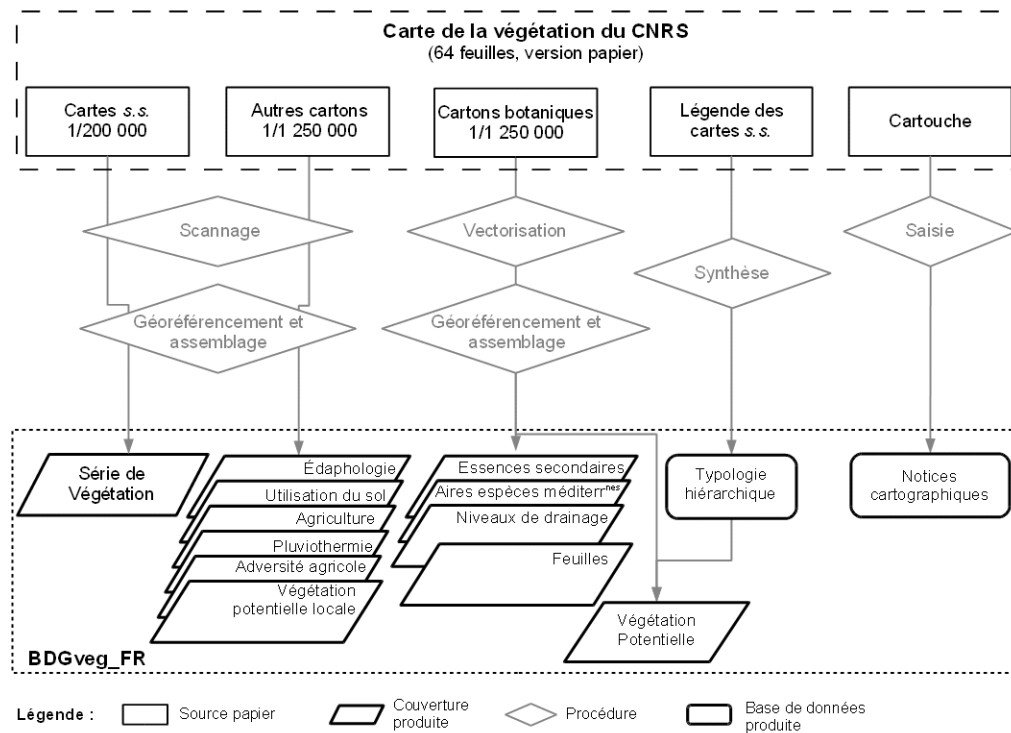 Carte de la végétation du CNRS
(64 feuilles, version papier)
Cartes s.s.
1/200 000
Autres cartons
1/1 250 000
Cartons botaniques
1/1 250 000
Légende des
cartes s.s.
Cartouche
Scannage
Vectorisation
Saisie
Synthèse
Géoréférencement et
assemblage
Géoréférencement et
assemblage
Série de
Végétation
Édaphologie
Utilisation du sol
Agriculture
Pluviothermie
Adversité agricole
Végétation
potentielle locale
Essences secondaires
Aires espèces méditerrnes
Niveaux de drainage
Feuilles
Typologie
hiérarchique
Notices
cartographiques
Végétation
Potentielle
BDGveg_FR
Légende :
Source papier
Couverture
produite
Procédure
Base de données
produite